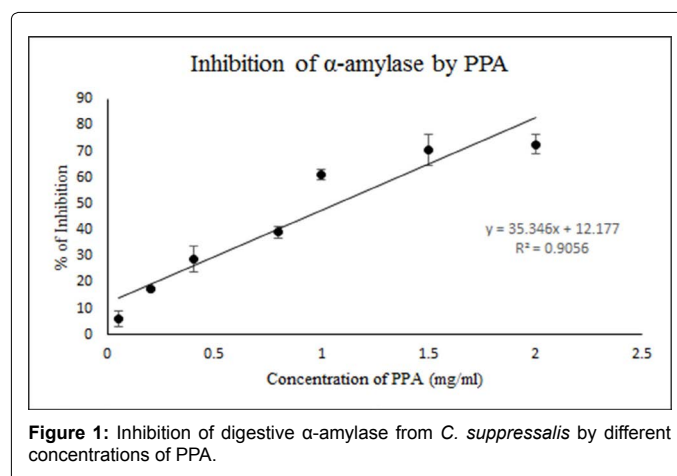 Inhibition of α-amylase by PPA
90
80
70
60
50
40
30
20
10
0
% of Inhibition
y = 35.346x + 12.177
R² = 0.9056
0
0.5
1
1.5
2
2.5
Concentration of PPA (mg/ml)
Figure 1: Inhibition of digestive α-amylase from C. suppressalis by different
concentrations of PPA.